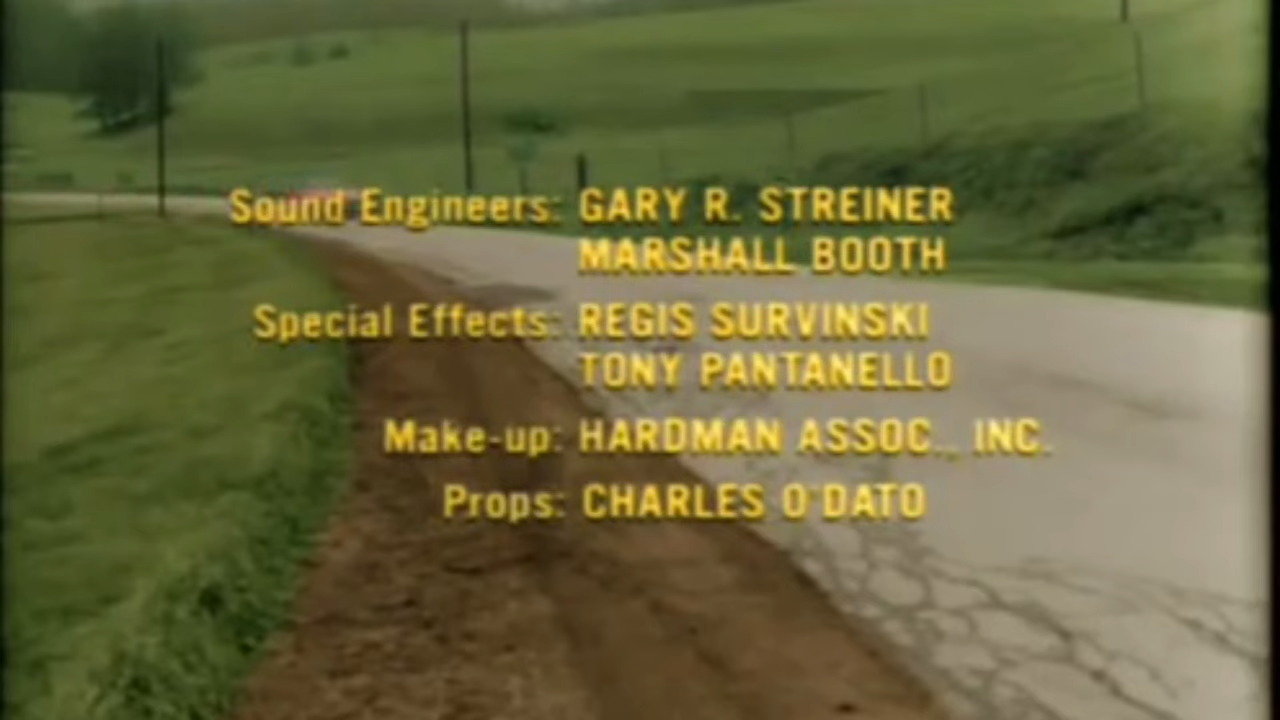 Sound Engineers: GARY R. STREINER
MARSHALL BOOTH
Special Effects: REGIS SURVINSKI
TONY PANTANELLO
Make-up: HARDMAN ASSOC., INC.
Props: CHARLES O'DATO